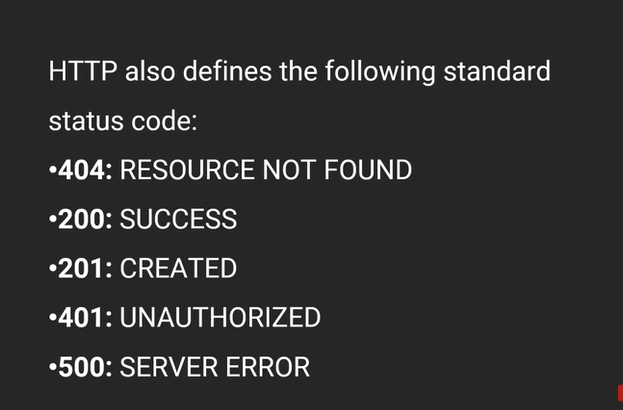 HTTP also defines the following standard
status code:
•404: RESOURCE NOT FOUND
•200: SUCCESS
•201: CREATED
•401: UNAUTHORIZED
•500: SERVER ERROR